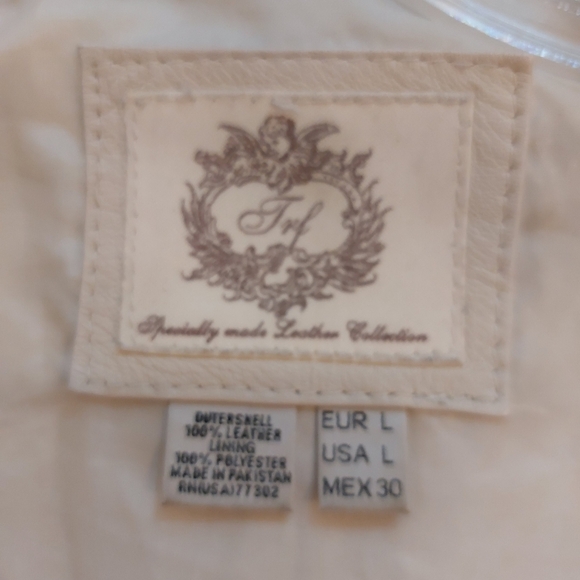 Trf
Specially made Leather Collection
OUTERSHELL
100% LEATHER
LINING
100% POLYESTER
MADE IN PAKISTAN
RN(USA)77302
EUR L
USA L
MEX 30